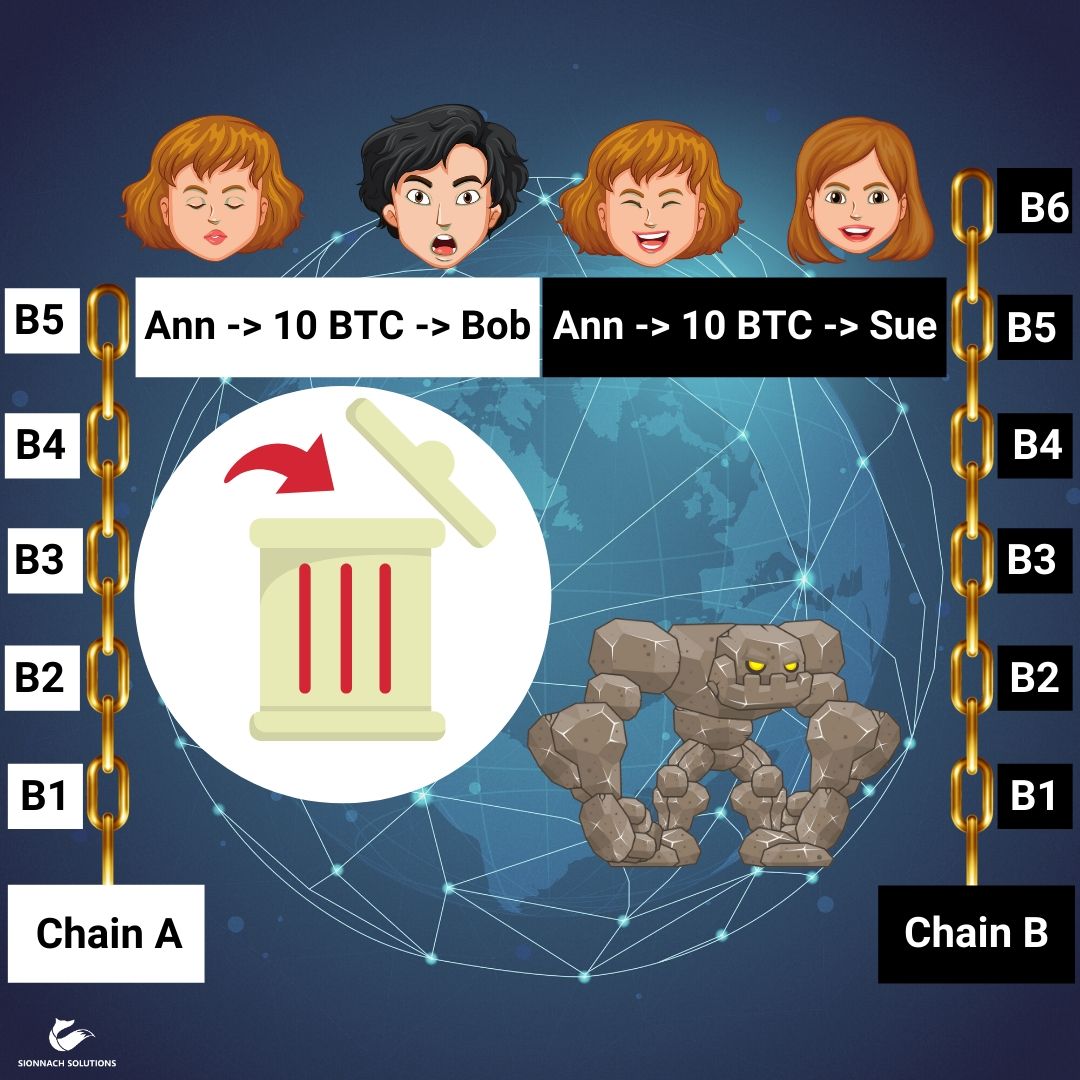 B6
B5
Ann -> 10 BTC -> Bob
Ann -> 10 BTC -> Sue
B5
B4
B4
B3
B3
B2
B2
B1
B1
Chain A
Chain B
SIONNACH SOLUTIONS